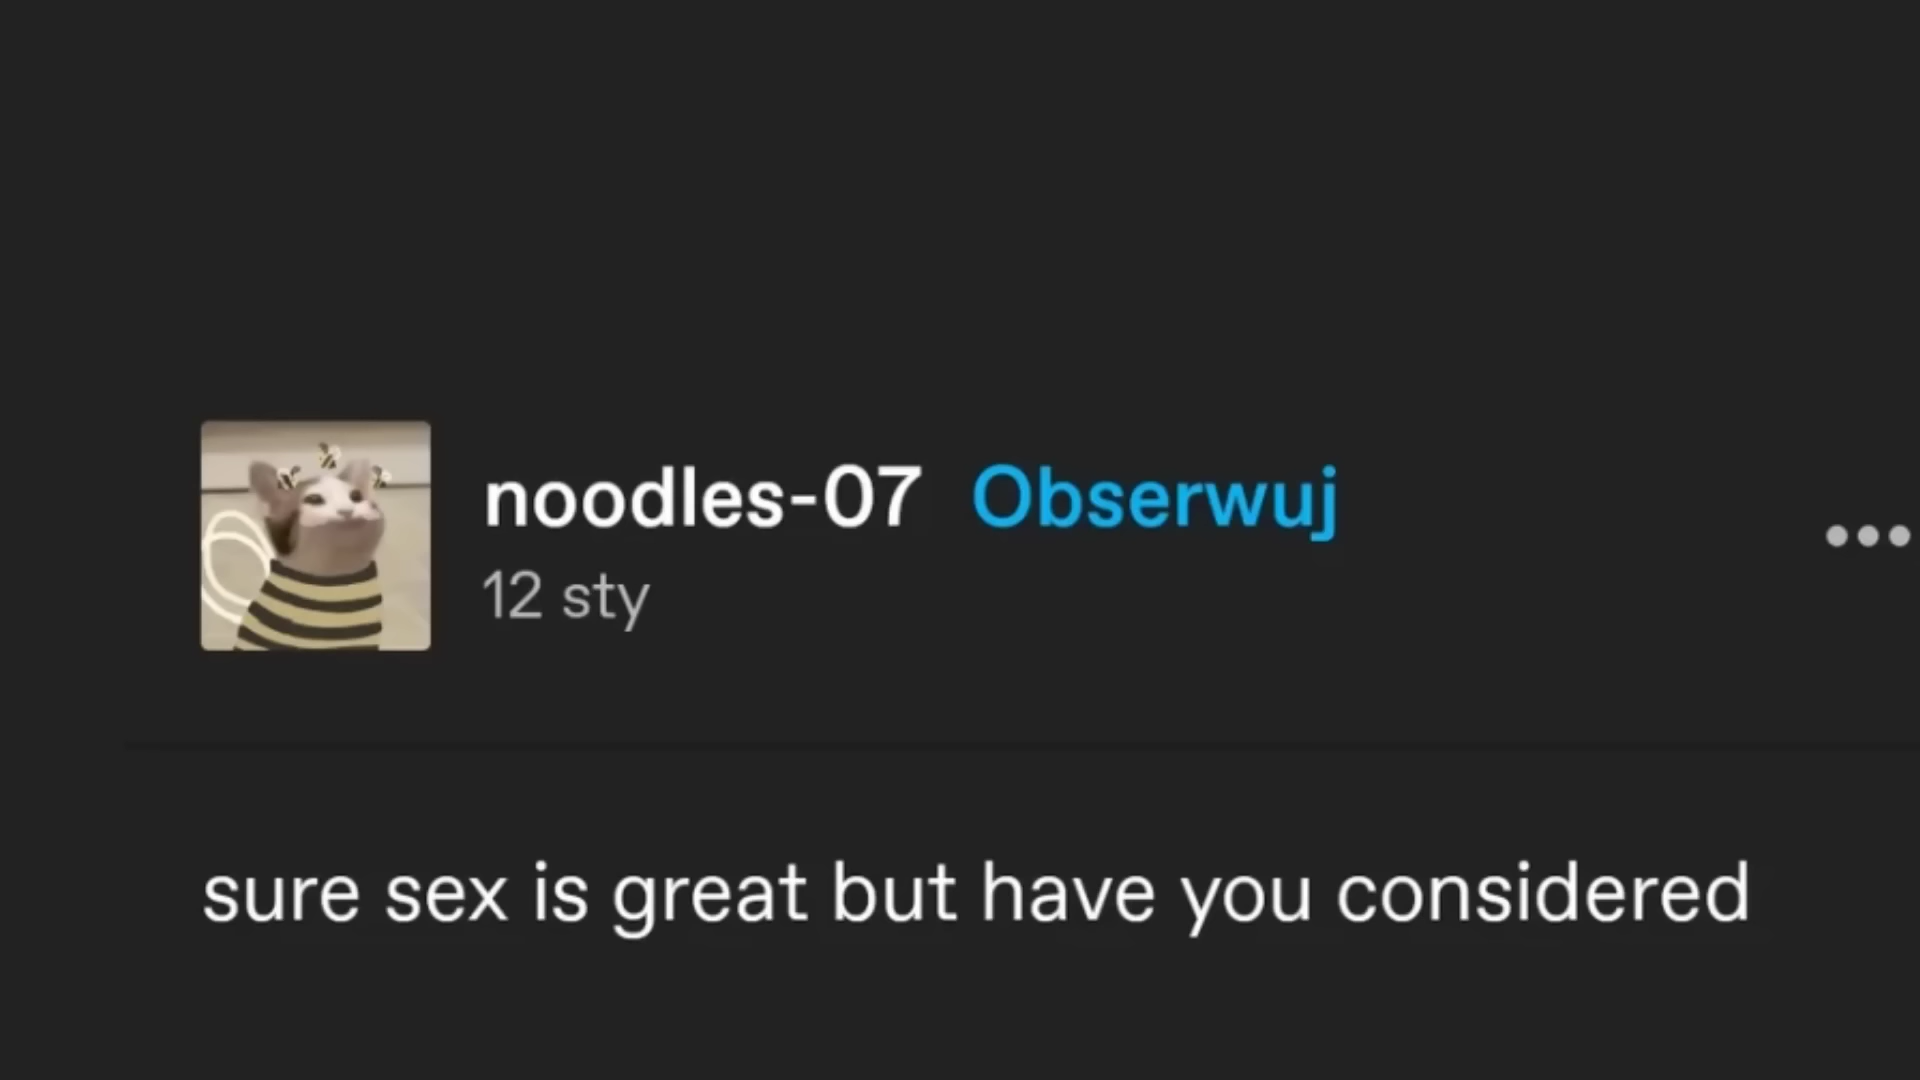 noodles-07 Obserwuj
12 sty
sure sex is great but have you considered